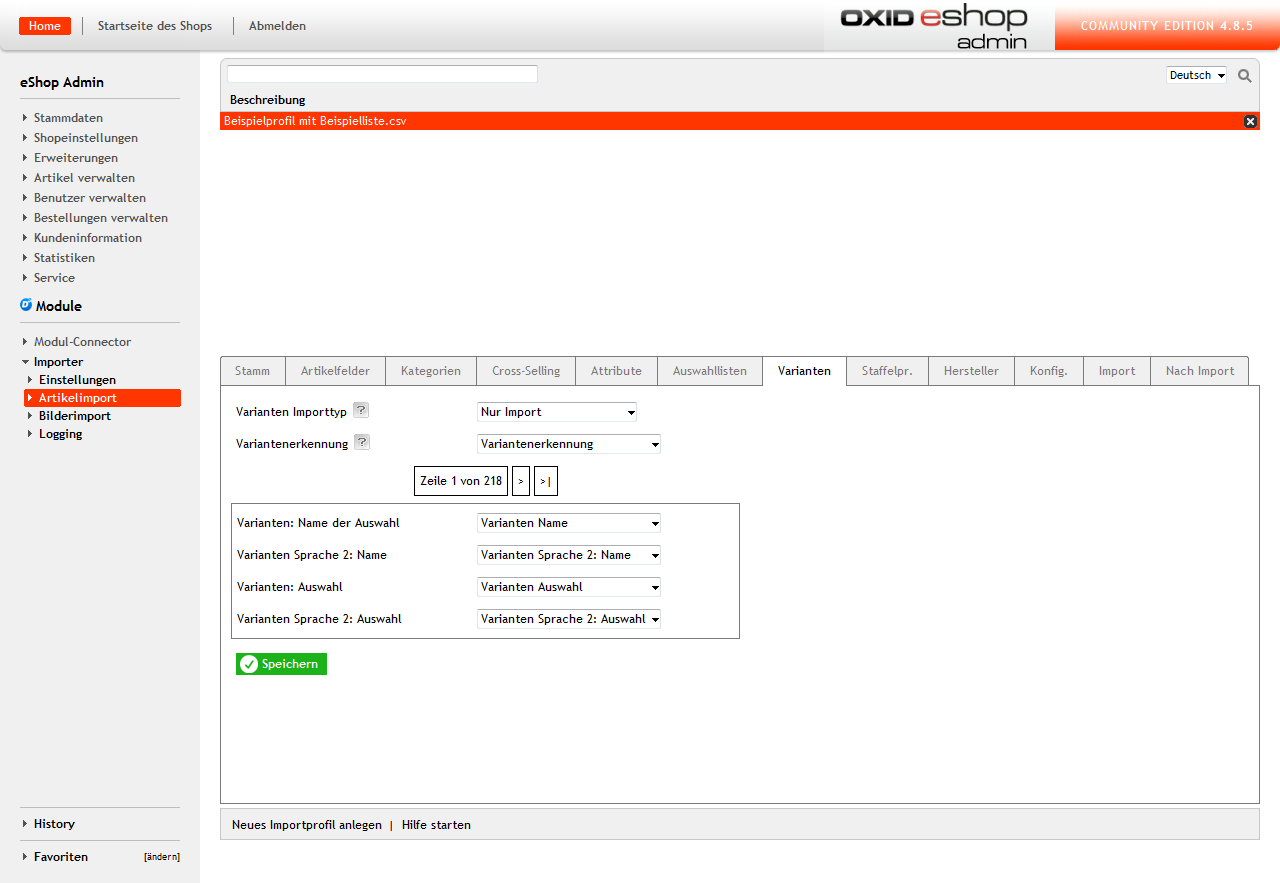 Home
Startseite des Shops
Abmelden
OXID eshop
admin
COMMUNITY EDITION 4.8.5
eShop Admin
Stammdaten
Shopeinstellungen
Erweiterungen
Artikel verwalten
Benutzer verwalten
Bestellungen verwalten
Kundeninformation
Statistiken
Service
Module
Modul-Connector
Importer
Einstellungen
Artikelimport
Bilderimport
Logging
History
Favoriten [ändern]
Deutsch
Beschreibung
Beispielprofil mit Beispielliste.csv
Stamm Artikelfelder Kategorien Cross-Selling Attribute Auswahllisten Varianten Staffelpr. Hersteller Konfig. Import Nach Import
Varianten Importtyp ? Nur Import
Variantenerkennung ? Variantenerkennung
Zeile 1 von 218 > >|
Varianten: Name der Auswahl Varianten Name
Varianten Sprache 2: Name Varianten Sprache 2: Name
Varianten: Auswahl Varianten Auswahl
Varianten Sprache 2: Auswahl Varianten Sprache 2: Auswahl
Speichern
Neues Importprofil anlegen | Hilfe starten